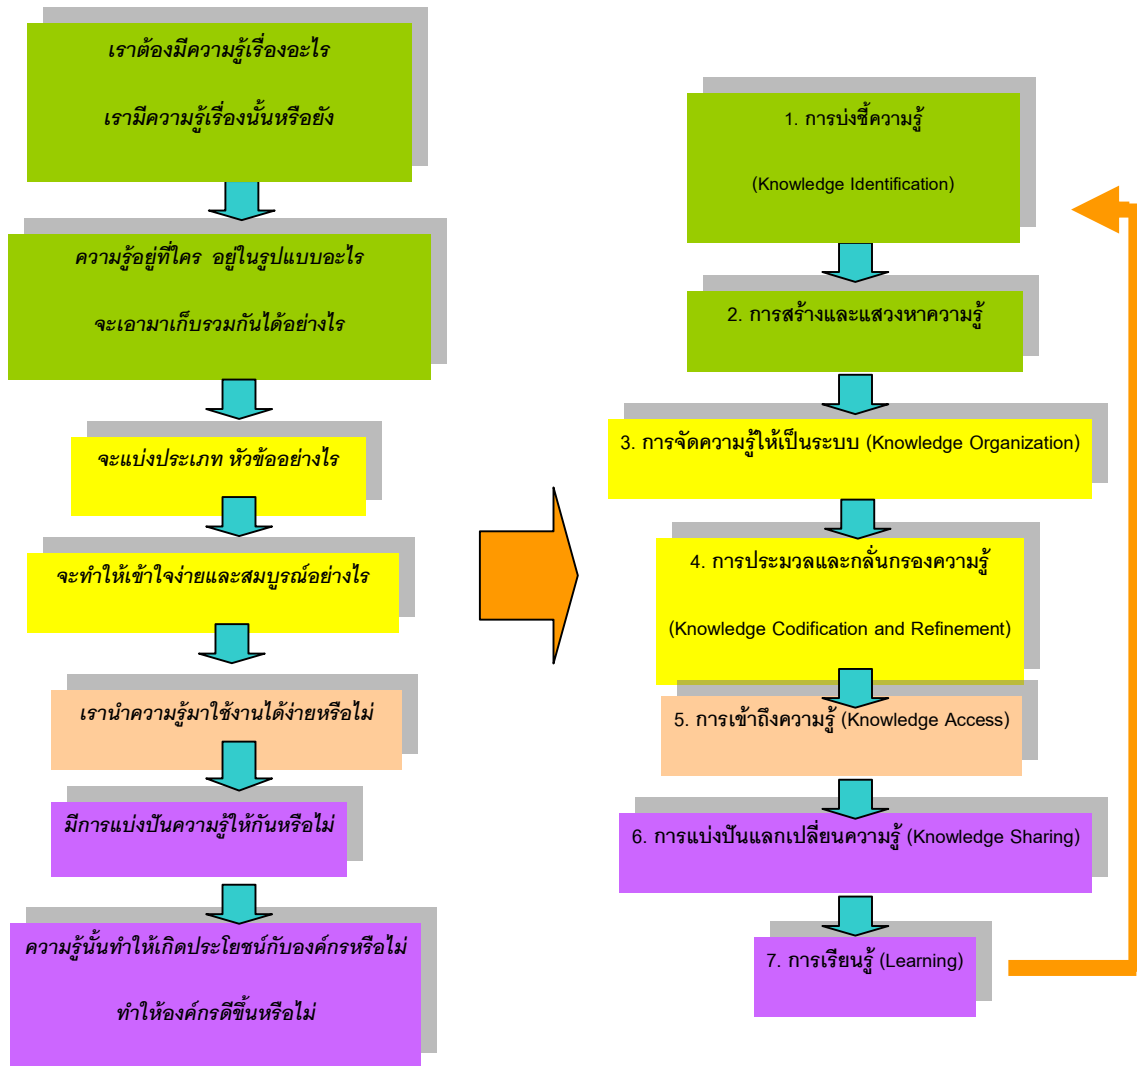 เราต้องมีความรู้เรื่องอะไร
เรามีความรู้เรื่องนั้นหรือยัง
ความรู้อยู่ที่ใคร อยู่ในรูปแบบอะไร
จะเอามาเก็บรวมกันได้อย่างไร
จะแบ่งประเภท หัวข้ออย่างไร
จะทำให้เข้าใจง่ายและสมบูรณ์อย่างไร
เรานำความรู้มาใช้งานได้ง่ายหรือไม่
มีการแบ่งปันความรู้ให้กันหรือไม่
ความรู้นั้นทำให้เกิดประโยชน์กับองค์กรหรือไม่
ทำให้องค์กรดีขึ้นหรือไม่
1. การบ่งชี้ความรู้
(Knowledge Identification)
2. การสร้างและแสวงหาความรู้
3. การจัดความรู้ให้เป็นระบบ (Knowledge Organization)
4. การประมวลและกลั่นกรองความรู้
(Knowledge Codification and Refinement)
5. การเข้าถึงความรู้ (Knowledge Access)
6. การแบ่งปันแลกเปลี่ยนความรู้ (Knowledge Sharing)
7. การเรียนรู้ (Learning)